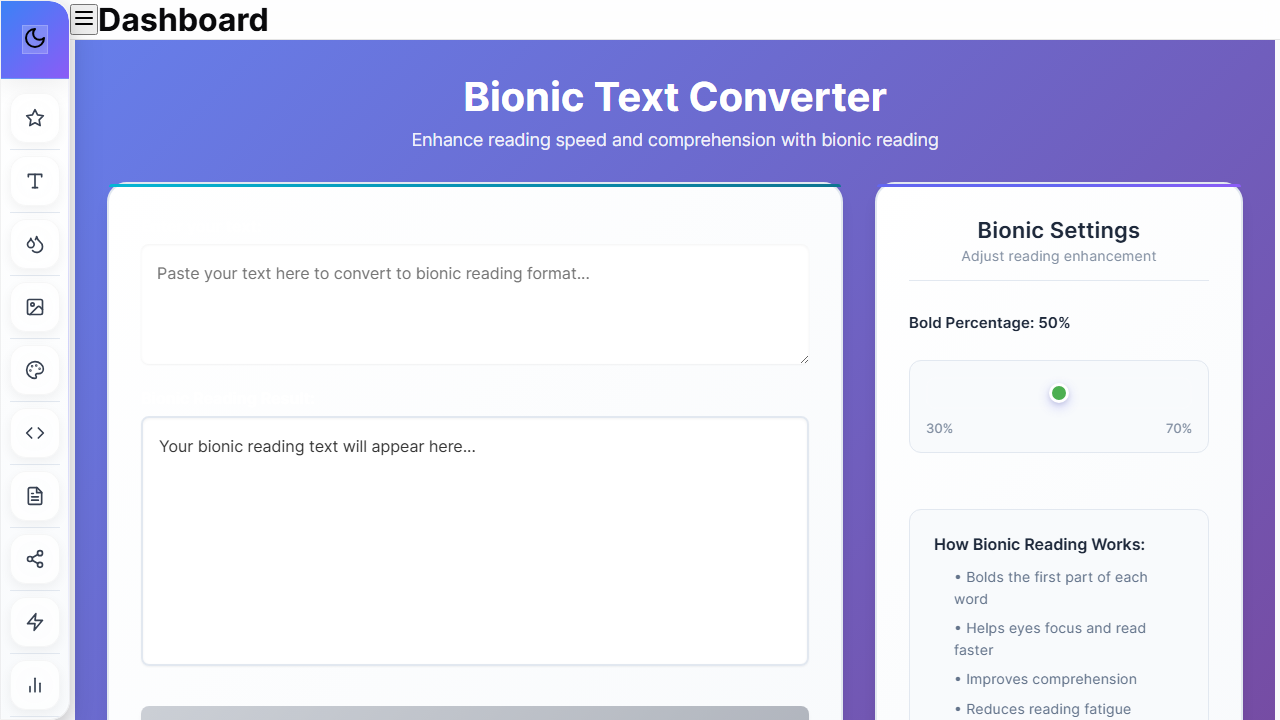 Dashboard
Bionic Text Converter
Enhance reading speed and comprehension with bionic reading
Paste your text here to convert to bionic reading format...
Your bionic reading text will appear here...
Bionic Settings
Adjust reading enhancement
Bold Percentage: 50%
30%
70%
How Bionic Reading Works:
• Bolds the first part of each
word
• Helps eyes focus and read
faster
• Improves comprehension
• Reduces reading fatigue